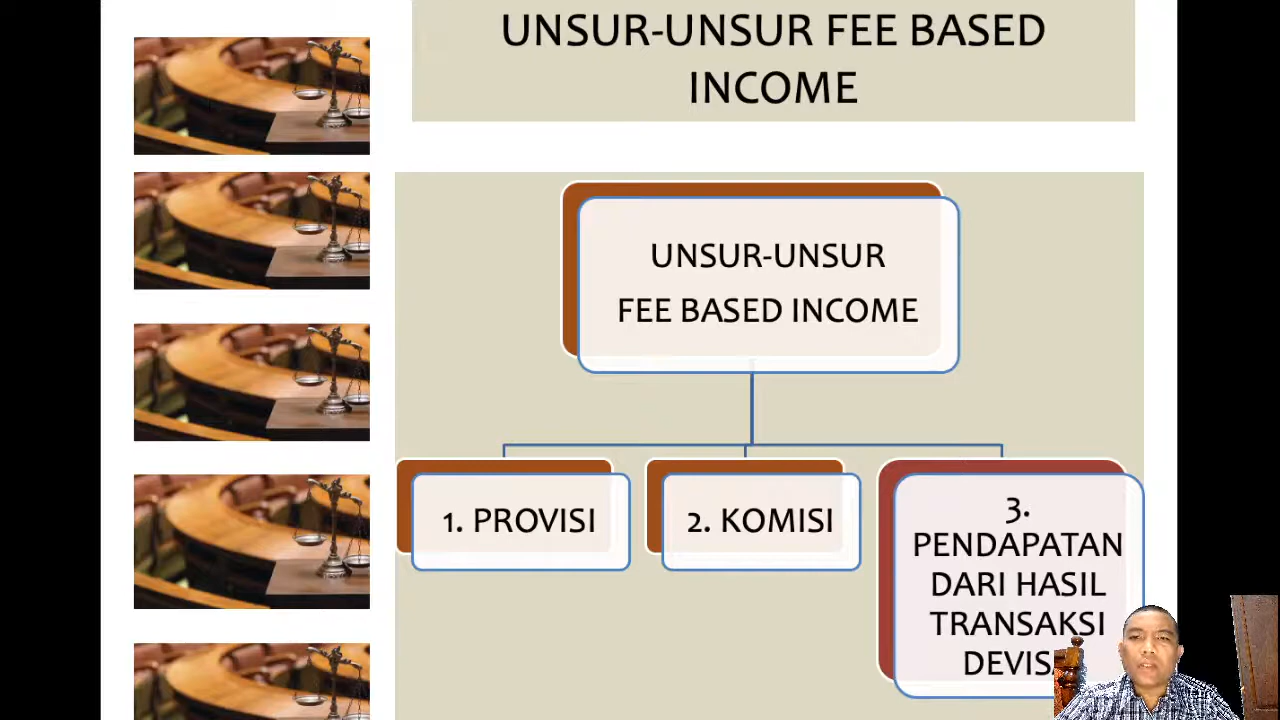 UNSUR-UNSUR FEE BASED
INCOME
UNSUR-UNSUR
FEE BASED INCOME
1. PROVISI
2. KOMISI
3.
PENDAPATAN
DARI HASIL
TRANSAKSI